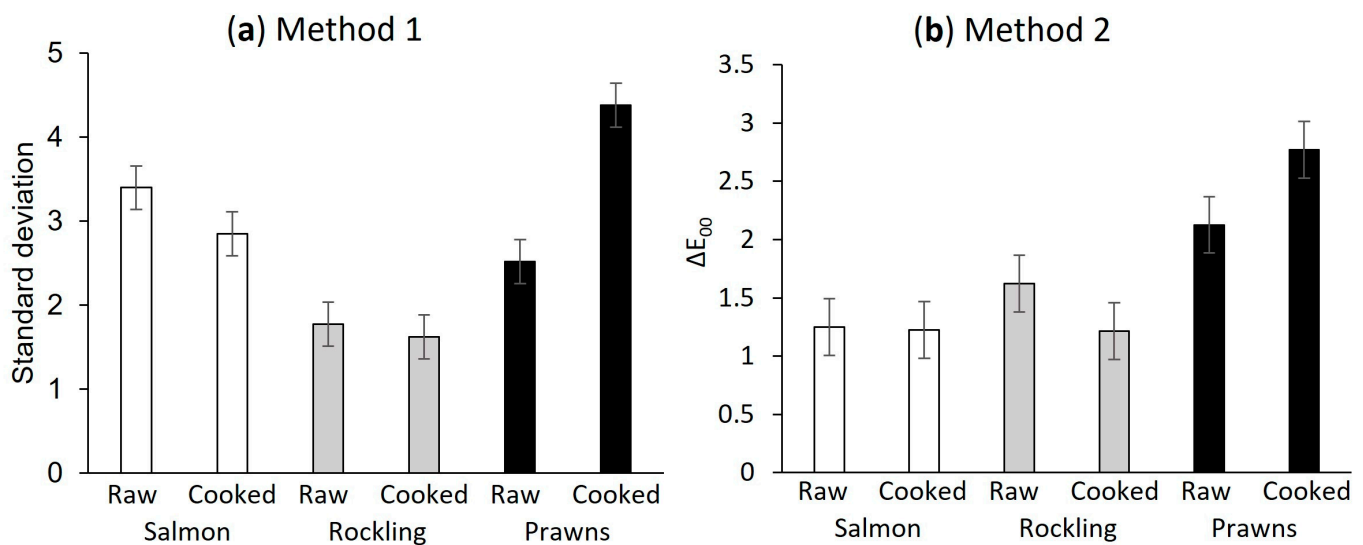 (a) Method 1
5
4
3
2
1
0
Standard deviation
Raw Cooked Raw Cooked Raw Cooked
Salmon Rockling Prawns
(b) Method 2
3.5
3
2.5
2
1.5
1
0.5
0
ΔE00
Raw Cooked Raw Cooked Raw Cooked
Salmon Rockling Prawns